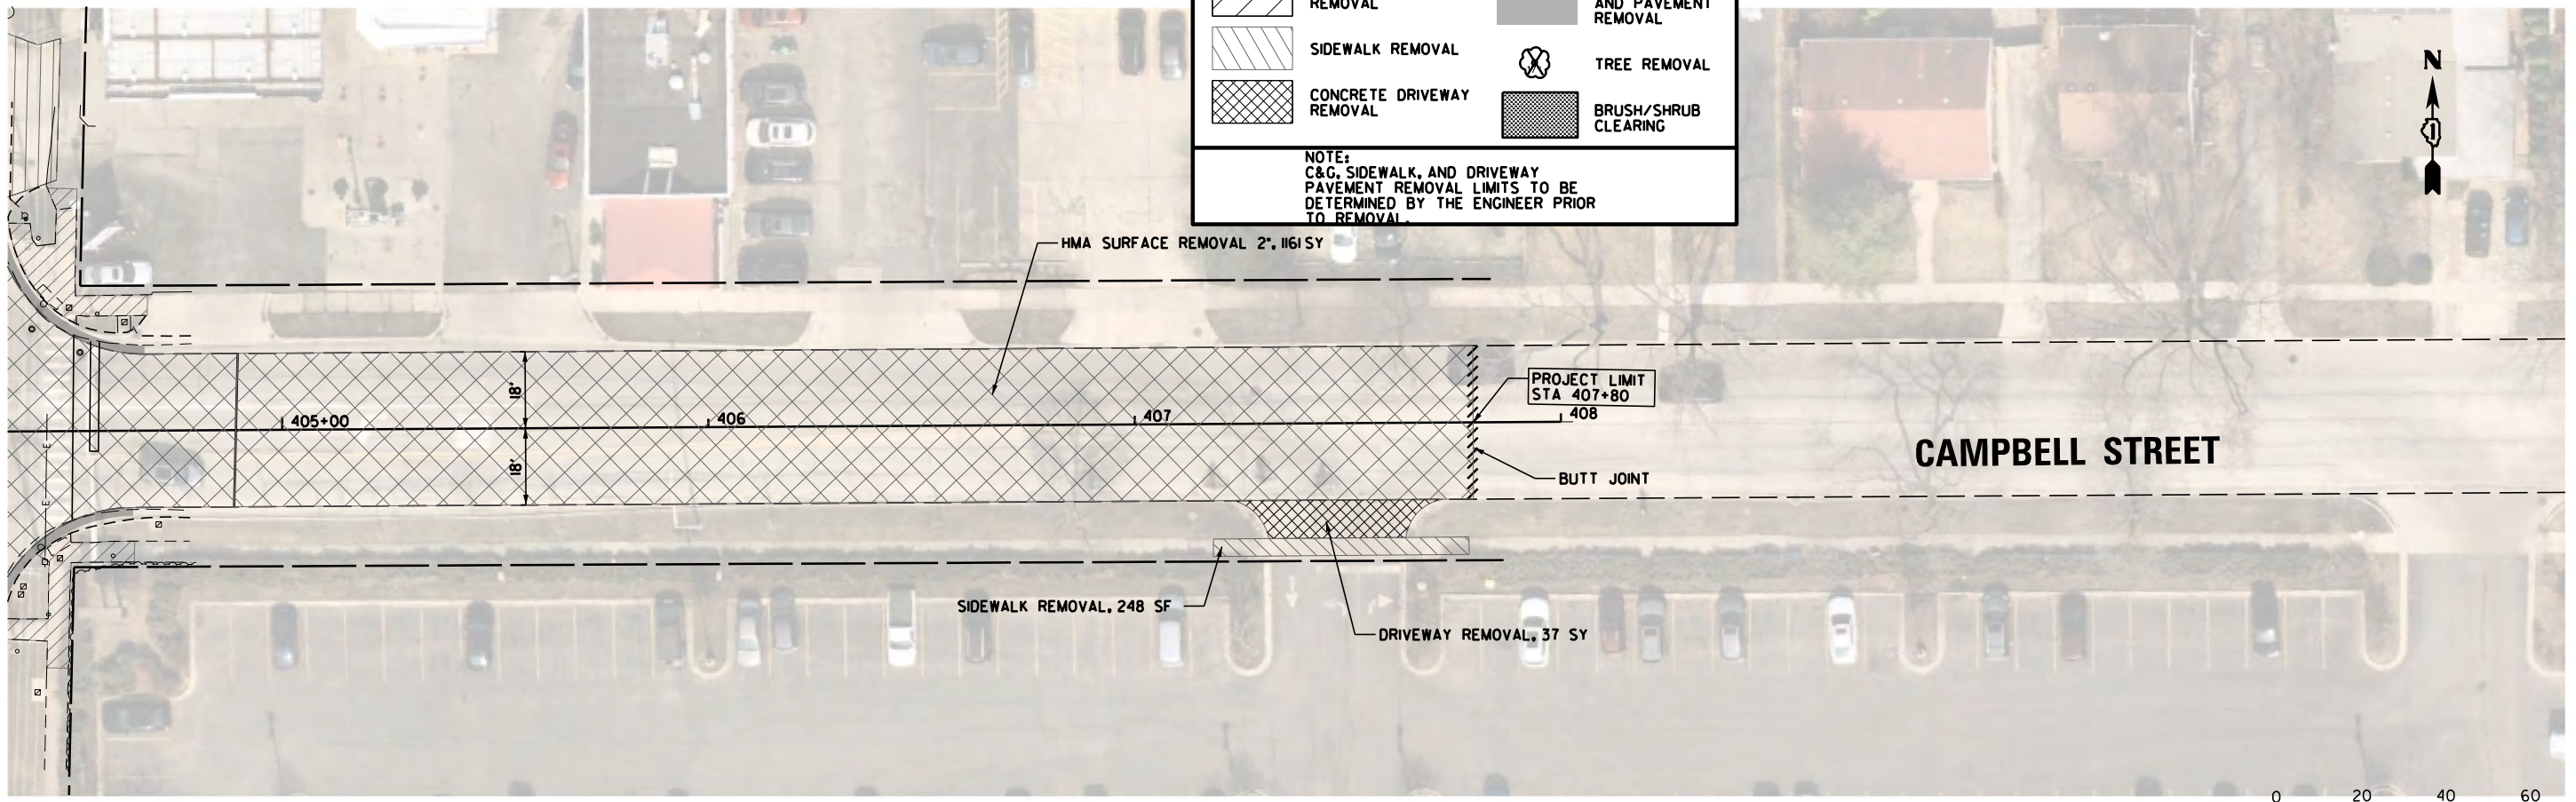 REMOVAL
AND PAVEMENT
REMOVAL
SIDEWALK REMOVAL
TREE REMOVAL
CONCRETE DRIVEWAY
REMOVAL
BRUSH/SHRUB
CLEARING
NOTE:
C&G, SIDEWALK, AND DRIVEWAY
PAVEMENT REMOVAL LIMITS TO BE
DETERMINED BY THE ENGINEER PRIOR
TO REMOVAL.
N
HMA SURFACE REMOVAL 2", 1161 SY
18'
18'
405+00
406
407
408
PROJECT LIMIT
STA 407+80
BUTT JOINT
CAMPBELL STREET
E
E
SIDEWALK REMOVAL, 248 SF
DRIVEWAY REMOVAL, 37 SY
0 20 40 60